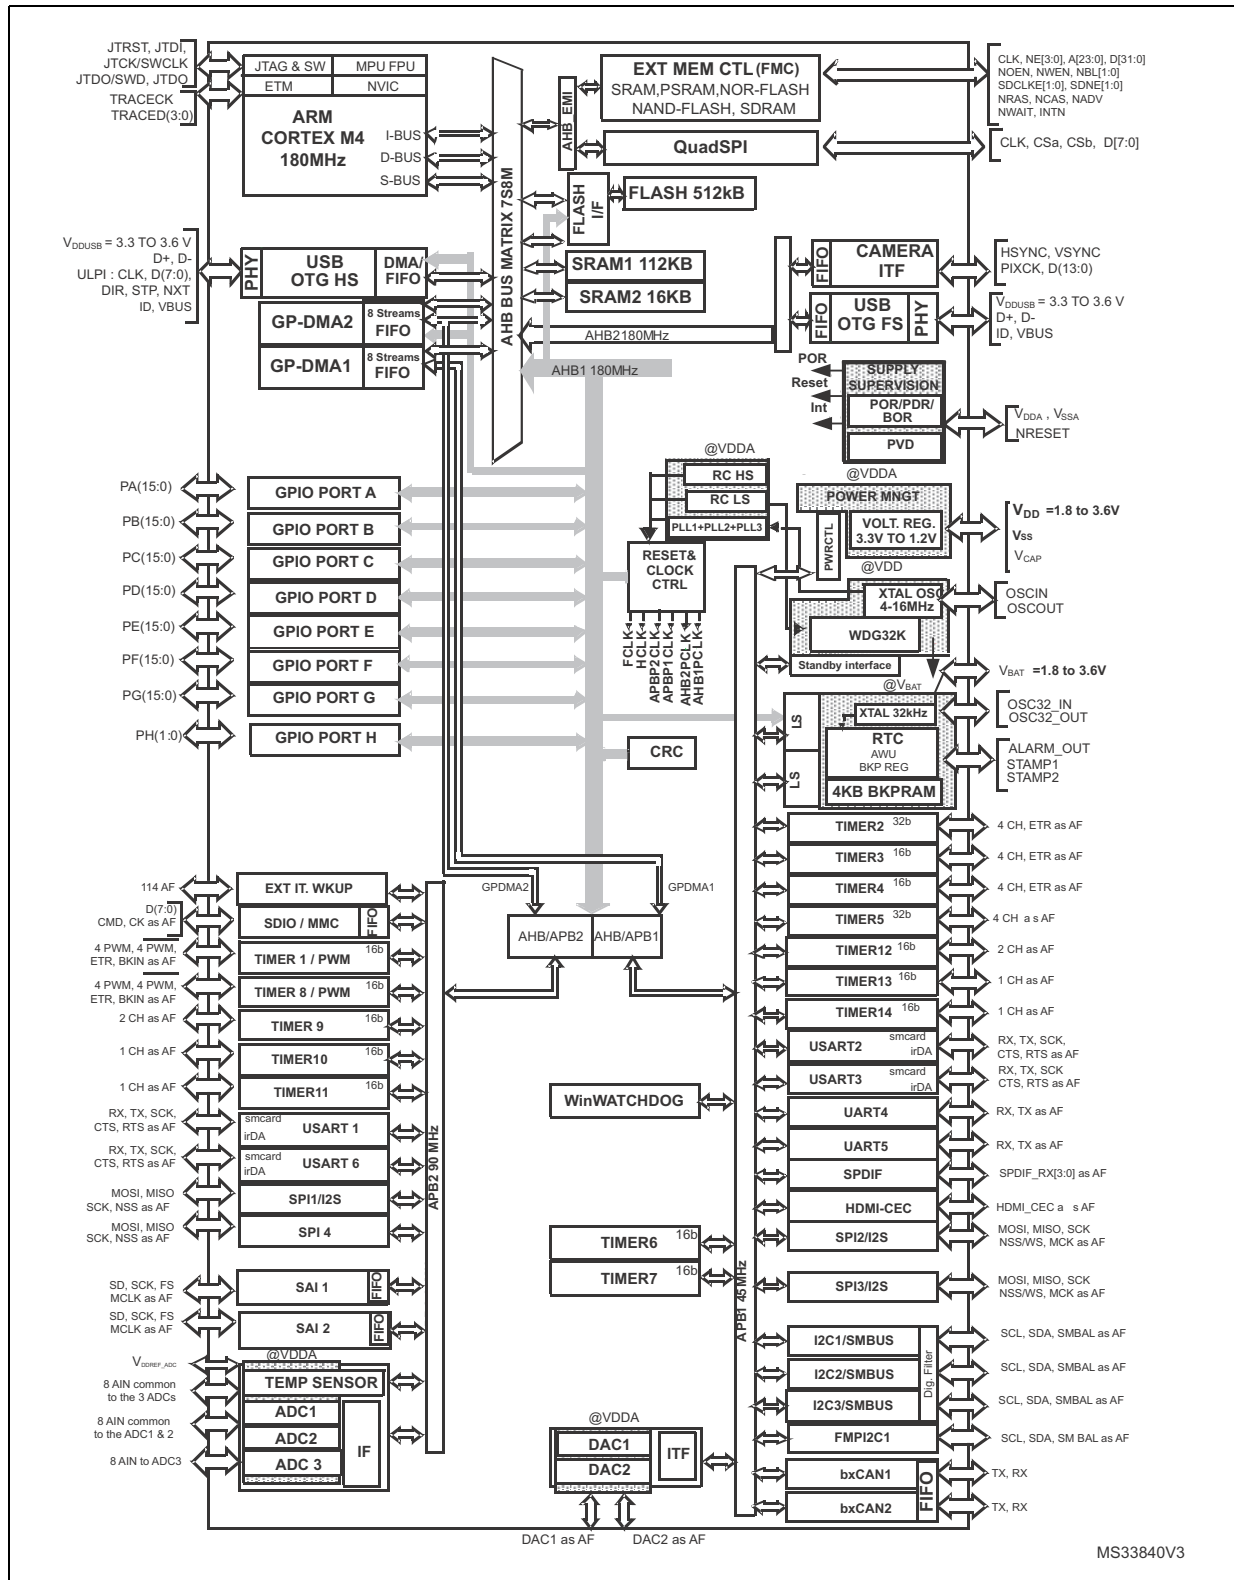 JTRST, JTDI,
JTCK/SWCLK
JTDO/SWD, JTDO
TRACECK
TRACED(3:0)
JTAG & SW
MPU FPU
ETM
NVIC
ARM
CORTEX M4
180MHz
I-BUS
D-BUS
S-BUS
AHB BUS MATRIX 7S8M
AHB EMI
EXT MEM CTL (FMC)
SRAM,PSRAM,NOR-FLASH
NAND-FLASH, SDRAM
QuadSPI
CLK, NE[3:0], A[23:0], D[31:0]
NOEN, NWEN, NBL[1:0]
SDCLKE[1:0], SDNE[1:0]
NRAS, NCAS, NADV
NWAIT, INTN
CLK, CSa, CSb, D[7:0]
FLASH
I/F
FLASH 512kB
SRAM1 112KB
SRAM2 16KB
AHB2180MHz
AHB1 180MHz
VDDUSB = 3.3 TO 3.6 V
D+, D-
ULPI : CLK, D(7:0),
DIR, STP, NXT
ID, VBUS
PHY
USB
OTG HS
DMA/
FIFO
GP-DMA2
8 Streams
FIFO
GP-DMA1
8 Streams
FIFO
FIFO
CAMERA
ITF
HSYNC, VSYNC
PIXCK, D(13:0)
FIFO
USB
OTG FS
PHY
VDDUSB = 3.3 TO 3.6 V
D+, D-
ID, VBUS
POR
Reset
Int
SUPPLY
SUPERVISION
POR/PDR/
BOR
PVD
VDDA , VSSA
NRESET
@VDDA
RC HS
RC LS
PLL1+PLL2+PLL3
RESET&
CLOCK
CTRL
FCLK
HCLK
APBP2CLK
APBP1CLK
AHB2PCLK
AHB1PCLK
@VDDA
POWER MNGT
VOLT. REG.
3.3V TO 1.2V
PWRCTL
VDD =1.8 to 3.6V
Vss
VCAP
@VDD
XTAL OSC
4-16MHz
OSCIN
OSCOUT
WDG32K
Standby interface
@VBAT
VBAT =1.8 to 3.6V
LS
LS
XTAL 32kHz
OSC32_IN
OSC32_OUT
RTC
AWU
BKP REG
4KB BKPRAM
ALARM_OUT
STAMP1
STAMP2
PA(15:0)
GPIO PORT A
PB(15:0)
GPIO PORT B
PC(15:0)
GPIO PORT C
PD(15:0)
GPIO PORT D
PE(15:0)
GPIO PORT E
PF(15:0)
GPIO PORT F
PG(15:0)
GPIO PORT G
PH(1:0)
GPIO PORT H
CRC
GPDMA2
GPDMA1
AHB/APB2
AHB/APB1
114 AF
EXT IT. WKUP
D(7:0)
CMD, CK as AF
SDIO / MMC
FIFO
4 PWM, 4 PWM,
ETR, BKIN as AF
TIMER 1 / PWM
16b
4 PWM, 4 PWM,
ETR, BKIN as AF
TIMER 8 / PWM
16b
2 CH as AF
TIMER 9
16b
1 CH as AF
TIMER10
16b
1 CH as AF
TIMER11
16b
RX, TX, SCK,
CTS, RTS as AF
smcard
irDA
USART 1
RX, TX, SCK,
CTS, RTS as AF
smcard
irDA
USART 6
MOSI, MISO
SCK, NSS as AF
SPI1/I2S
MOSI, MISO
SCK, NSS as AF
SPI 4
SD, SCK, FS
MCLK as AF
SAI 1
FIFO
SD, SCK, FS
MCLK as AF
SAI 2
FIFO
APB2 90 MHz
@VDDA
VDDREF_ADC
TEMP SENSOR
8 AIN common
to the 3 ADCs
8 AIN common
to the ADC1 & 2
8 AIN to ADC3
ADC1
ADC2
ADC 3
IF
WinWATCHDOG
TIMER6
16b
TIMER7
16b
@VDDA
DAC1
DAC2
ITF
DAC1 as AF
DAC2 as AF
APB1 45MHz
TIMER2
32b
4 CH, ETR as AF
TIMER3
16b
4 CH, ETR as AF
TIMER4
16b
4 CH, ETR as AF
TIMER5
32b
4 CH a s AF
TIMER12
16b
2 CH as AF
TIMER13
16b
1 CH as AF
TIMER14
16b
1 CH as AF
USART2
smcard
irDA
RX, TX, SCK,
CTS, RTS as AF
USART3
smcard
irDA
RX, TX, SCK
CTS, RTS as AF
UART4
RX, TX as AF
UART5
RX, TX as AF
SPDIF
SPDIF_RX[3:0] as AF
HDMI-CEC
HDMI_CEC a s AF
SPI2/I2S
MOSI, MISO, SCK
NSS/WS, MCK as AF
SPI3/I2S
MOSI, MISO, SCK
NSS/WS, MCK as AF
I2C1/SMBUS
SCL, SDA, SMBAL as AF
I2C2/SMBUS
SCL, SDA, SMBAL as AF
I2C3/SMBUS
SCL, SDA, SMBAL as AF
Dig. Filter
FMPI2C1
SCL, SDA, SM BAL as AF
bxCAN1
TX, RX
bxCAN2
TX, RX
FIFO
MS33840V3